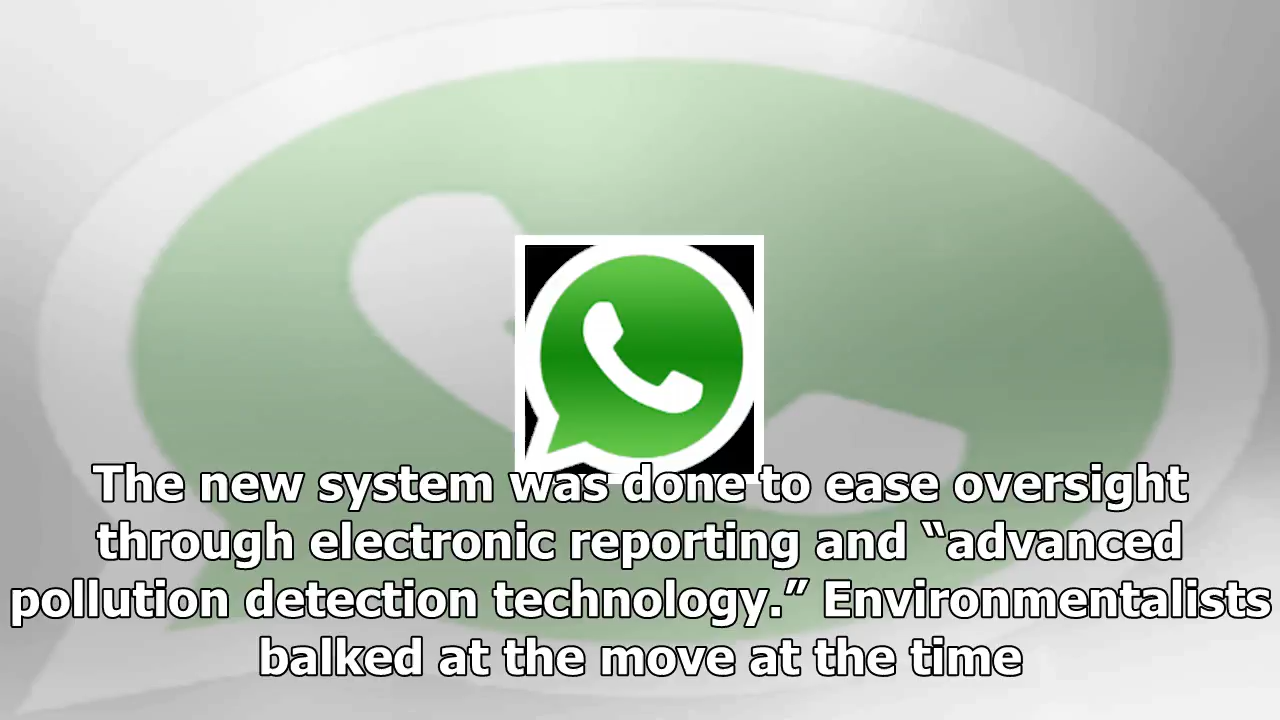 The new system was done to ease oversight
through electronic reporting and “advanced
pollution detection technology.” Environmentalists
balked at the move at the time